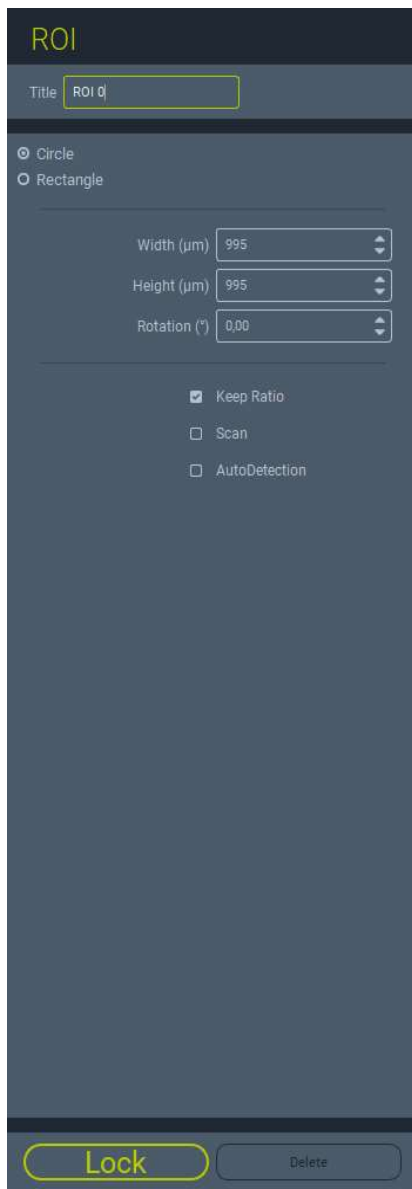 ROI
Title ROI 0
Circle
Rectangle
Width (µm) 995
Height (µm) 995
Rotation (°) 0,00
Keep Ratio
Scan
AutoDetection
Lock Delete